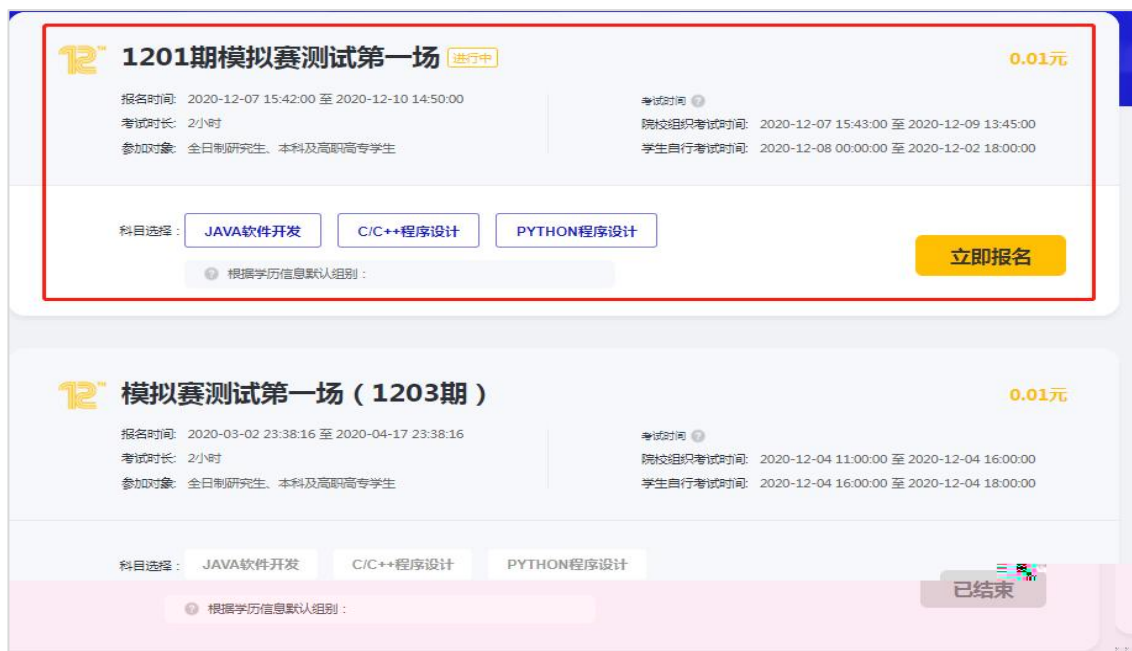 12™ 1201期模拟赛测试第一场 进行中 0.01元
报名时间: 2020-12-07 15:42:00 至 2020-12-10 14:50:00 考试时间 ?
考试时长: 2小时 院校组织考试时间: 2020-12-07 15:43:00 至 2020-12-09 13:45:00
参加对象: 全日制研究生、本科及高职高专学生 学生自行考试时间: 2020-12-08 00:00:00 至 2020-12-02 18:00:00
科目选择: JAVA软件开发 C/C++程序设计 PYTHON程序设计
立即报名
? 根据学历信息默认组别:
12™ 模拟赛测试第一场(1203期) 0.01元
报名时间: 2020-03-02 23:38:16 至 2020-04-17 23:38:16 考试时间 ?
考试时长: 2小时 院校组织考试时间: 2020-12-04 11:00:00 至 2020-12-04 16:00:00
参加对象: 全日制研究生、本科及高职高专学生 学生自行考试时间: 2020-12-04 16:00:00 至 2020-12-04 18:00:00
科目选择: JAVA软件开发 C/C++程序设计 PYTHON程序设计
已结束
? 根据学历信息默认组别: